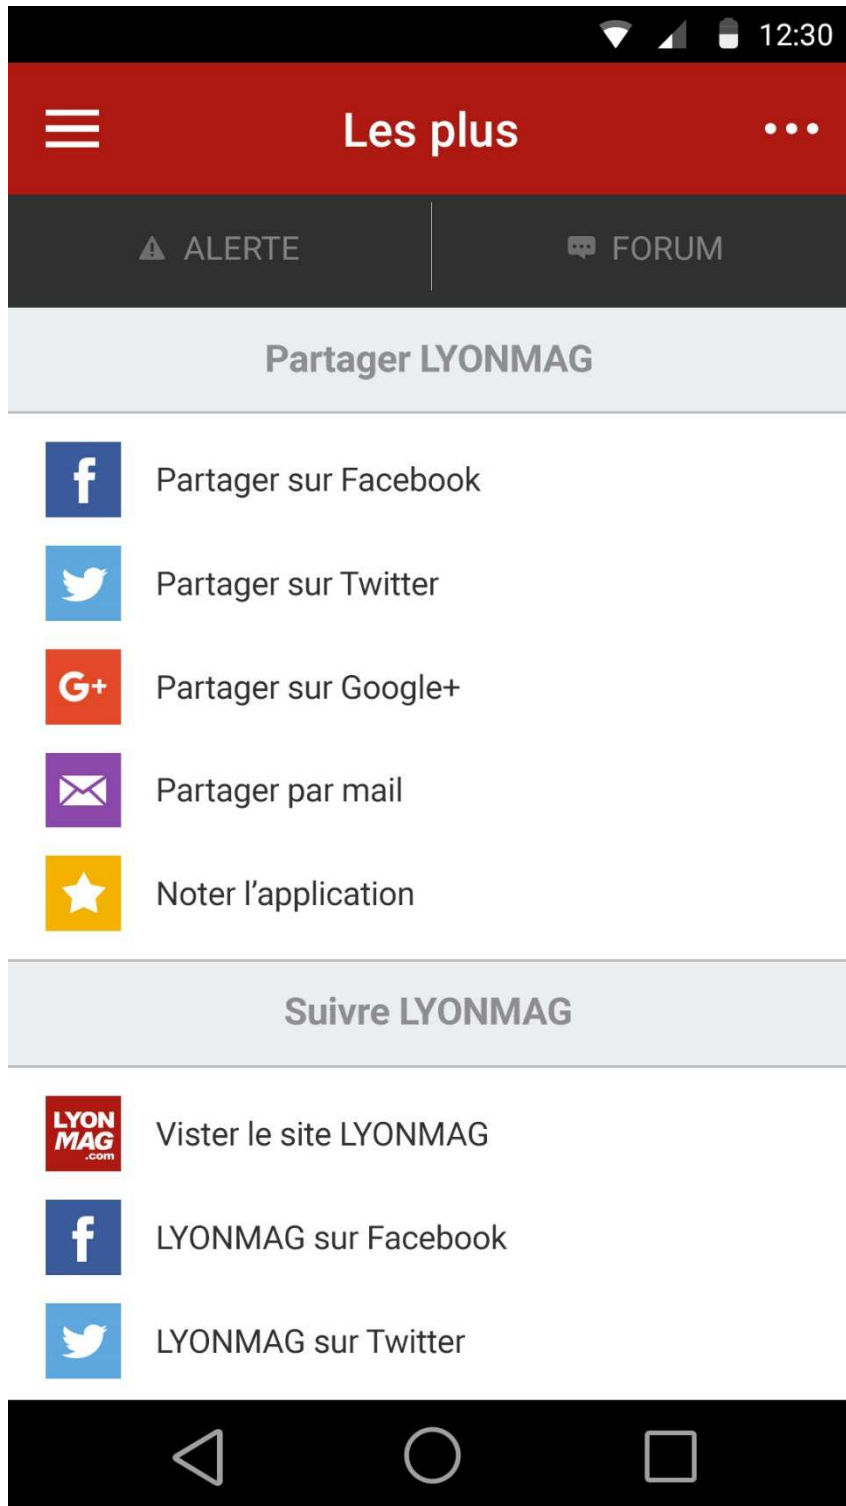 12:30
Les plus
ALERTE
FORUM
Partager LYONMAG
Partager sur Facebook
Partager sur Twitter
G+ Partager sur Google+
Partager par mail
Noter l’application
Suivre LYONMAG
LYON
MAG
.com
Vister le site LYONMAG
LYONMAG sur Facebook
LYONMAG sur Twitter